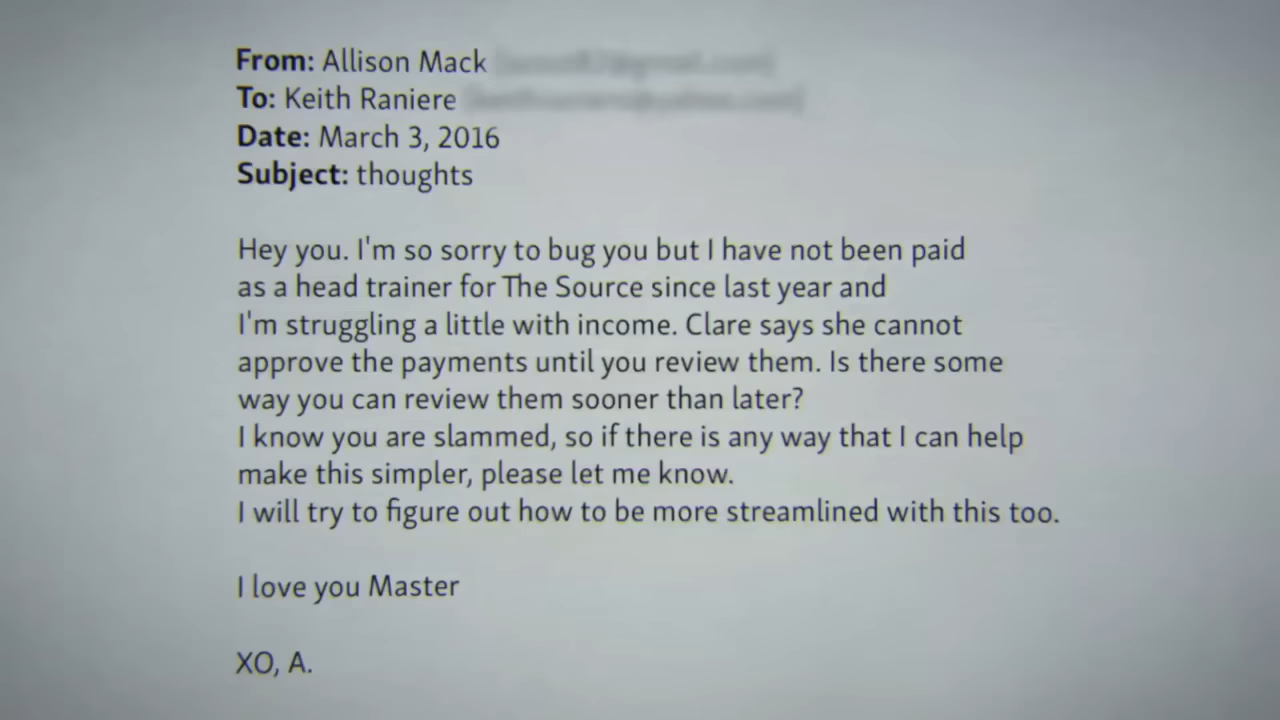 From: Allison Mack
To: Keith Raniere
Date: March 3, 2016
Subject: thoughts
Hey you. I'm so sorry to bug you but I have not been paid
as a head trainer for The Source since last year and
I'm struggling a little with income. Clare says she cannot
approve the payments until you review them. Is there some
way you can review them sooner than later?
I know you are slammed, so if there is any way that I can help
make this simpler, please let me know.
I will try to figure out how to be more streamlined with this too.
I love you Master
XO, A.